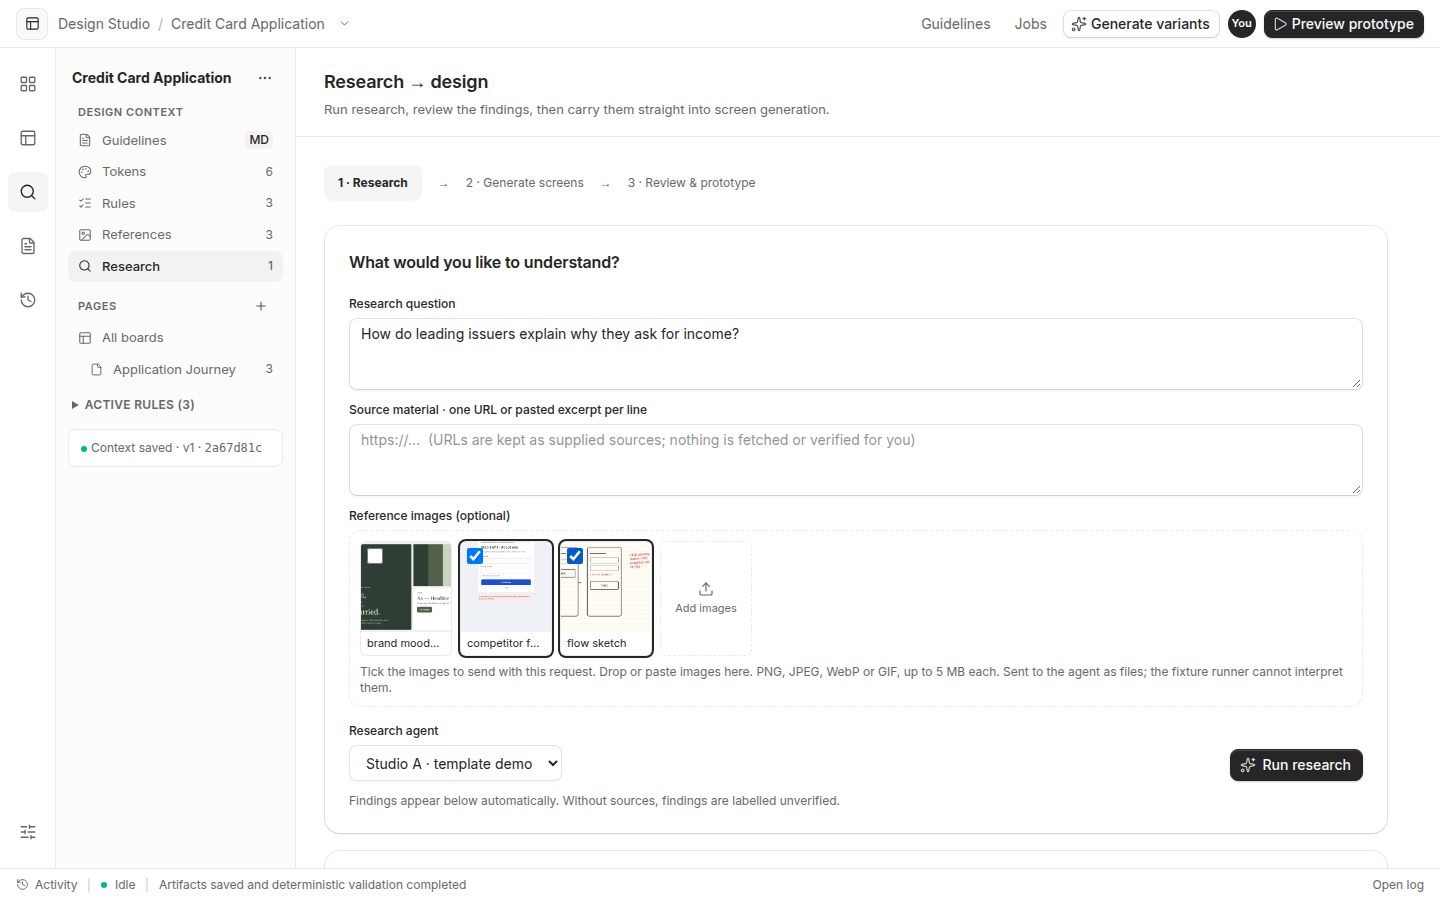 Design Studio / Credit Card Application
Guidelines
Jobs
Generate variants
You
Preview prototype
Credit Card Application
DESIGN CONTEXT
Guidelines MD
Tokens 6
Rules 3
References 3
Research 1
PAGES
All boards
Application Journey 3
ACTIVE RULES (3)
Context saved · v1 · 2a67d81c
Research → design
Run research, review the findings, then carry them straight into screen generation.
1 · Research → 2 · Generate screens → 3 · Review & prototype
What would you like to understand?
Research question
How do leading issuers explain why they ask for income?
Source material · one URL or pasted excerpt per line
https://... (URLs are kept as supplied sources; nothing is fetched or verified for you)
Reference images (optional)
rried.
Aa — Headline
brand mood...
competitor f...
flow sketch
Add images
Tick the images to send with this request. Drop or paste images here. PNG, JPEG, WebP or GIF, up to 5 MB each. Sent to the agent as files; the fixture runner cannot interpret
them.
Research agent
Studio A · template demo
Run research
Findings appear below automatically. Without sources, findings are labelled unverified.
Activity
Idle
Artifacts saved and deterministic validation completed
Open log